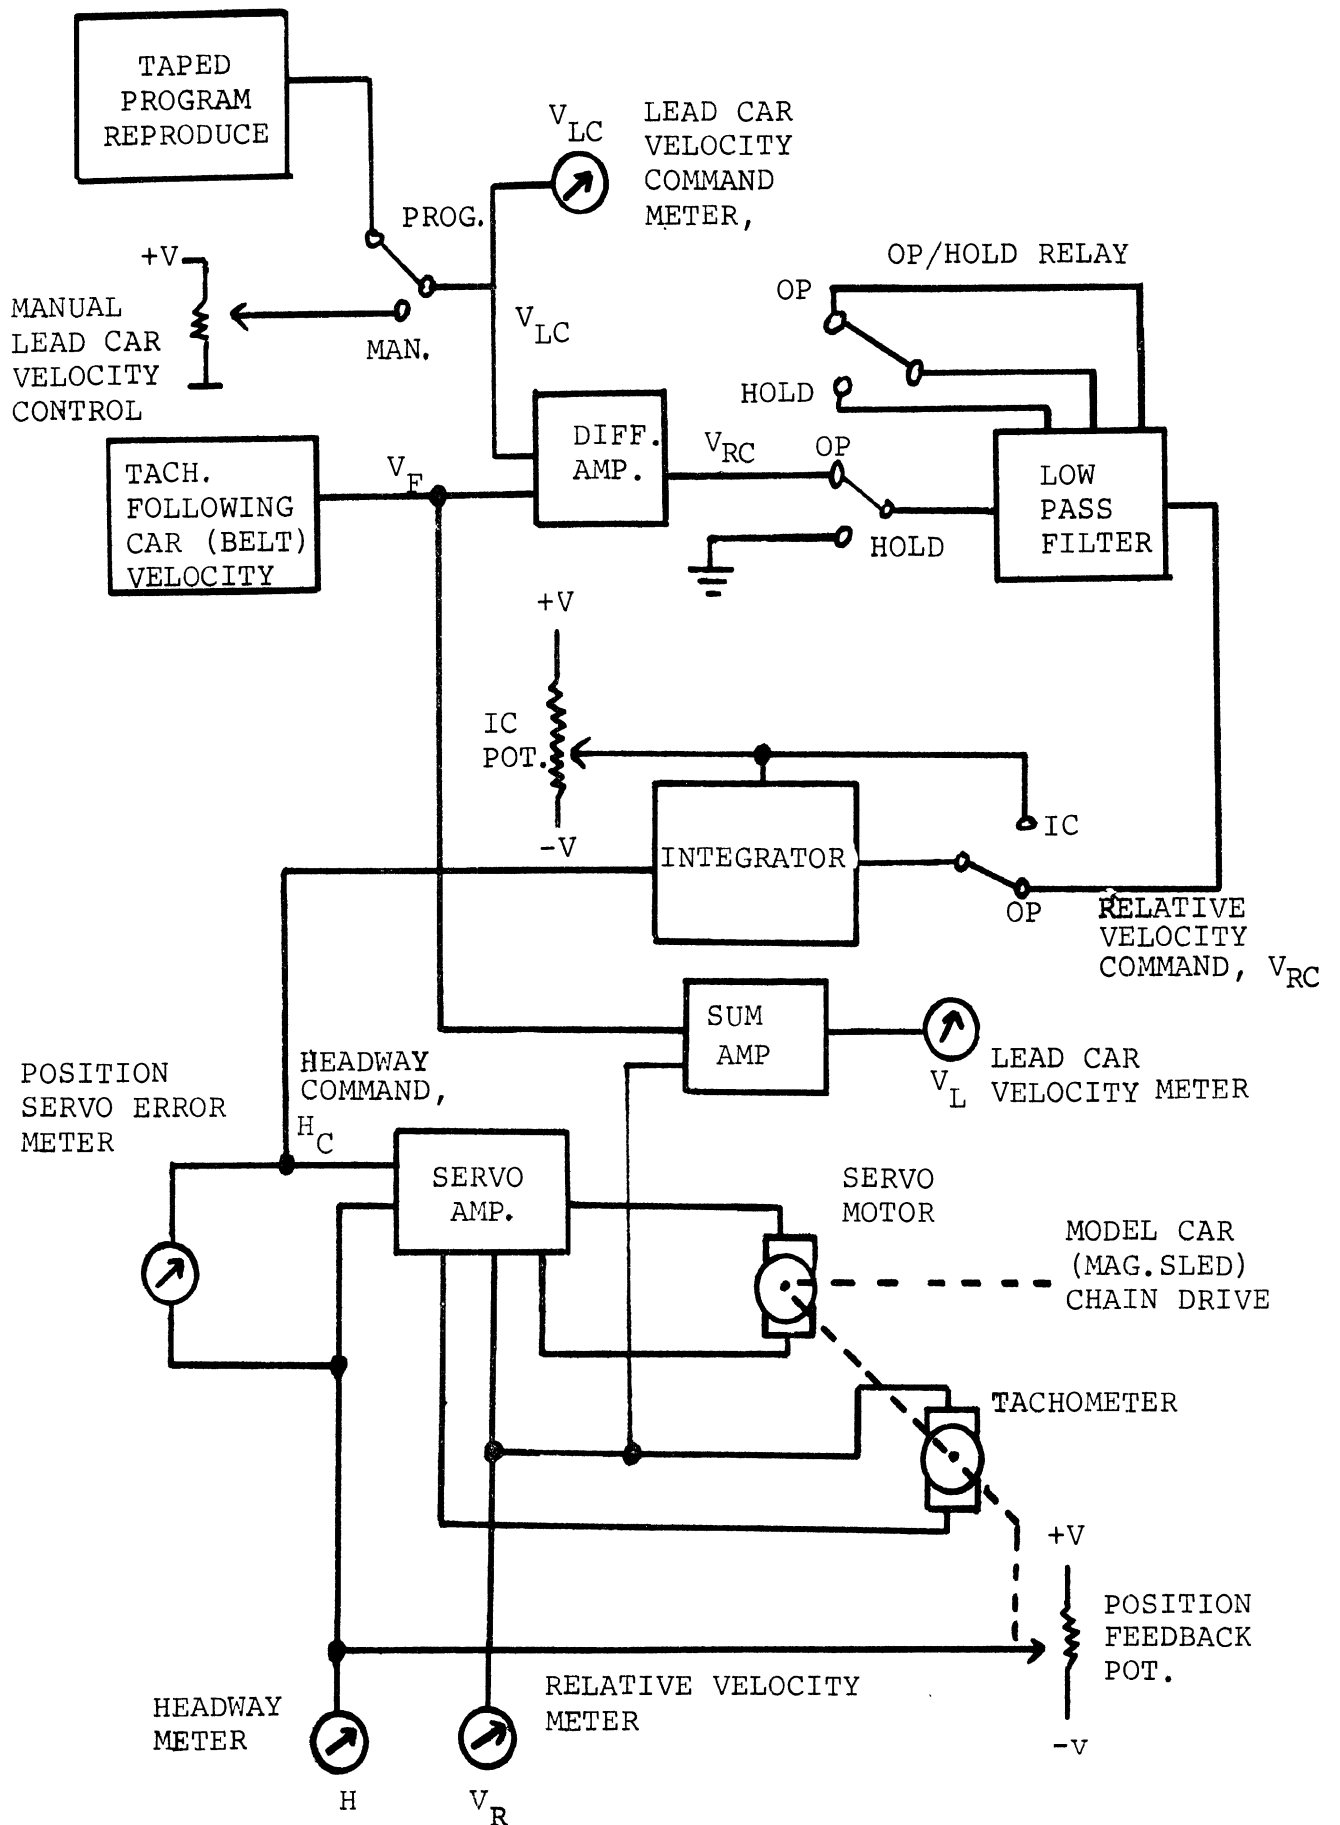 TAPED
PROGRAM
REPRODUCE
V_LC
LEAD CAR
VELOCITY
COMMAND
METER,
PROG.
+V
MANUAL
LEAD CAR
VELOCITY
CONTROL
MAN.
V_LC
OP/HOLD RELAY
OP
HOLD
DIFF.
AMP.
V_RC
OP
HOLD
LOW
PASS
FILTER
TACH.
FOLLOWING
CAR (BELT)
VELOCITY
V_F
+V
IC
POT.
-V
INTEGRATOR
IC
OP
RELATIVE
VELOCITY
COMMAND, V_RC
SUM
AMP
V_L
LEAD CAR
VELOCITY METER
POSITION
SERVO ERROR
METER
HEADWAY
COMMAND,
H_C
SERVO
AMP.
SERVO
MOTOR
MODEL CAR
(MAG.SLED)
CHAIN DRIVE
TACHOMETER
+V
POSITION
FEEDBACK
POT.
-V
HEADWAY
METER
H
RELATIVE VELOCITY
METER
V_R